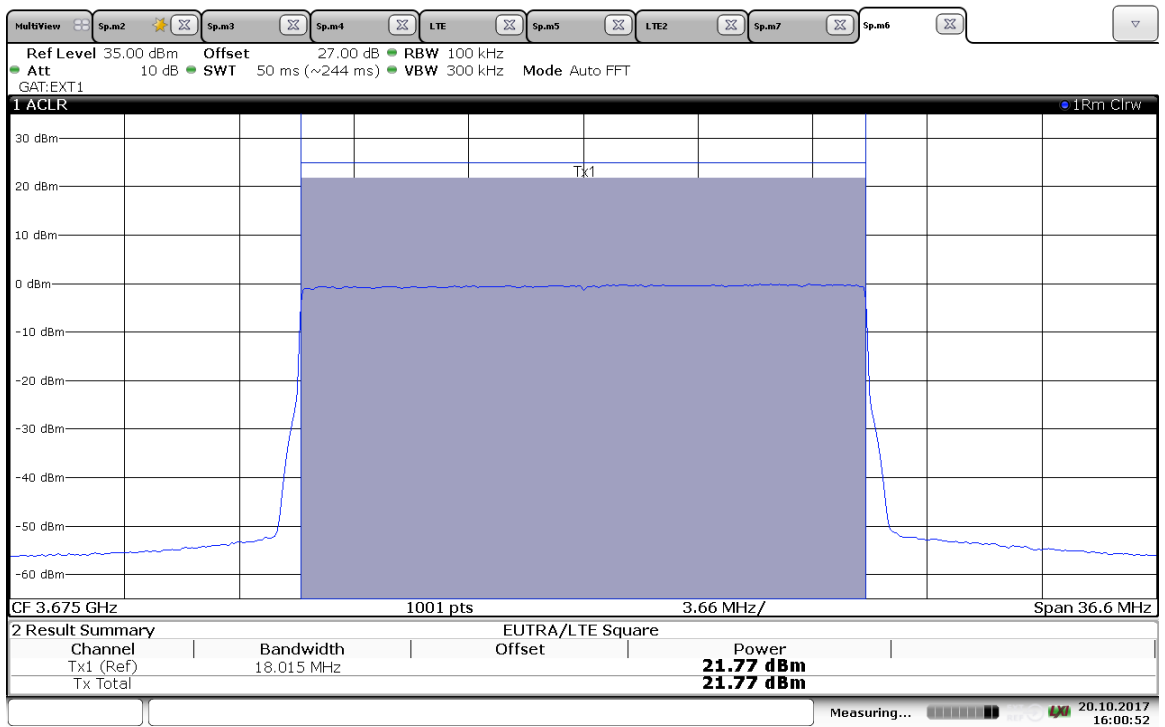 MultiView Sp.m2 Sp.m3 Sp.m4 LTE Sp.m5 LTE2 Sp.m7 Sp.m6
Ref Level 35.00 dBm Offset 27.00 dB RBW 100 kHz
Att 10 dB SWT 50 ms (~244 ms) VBW 300 kHz Mode Auto FFT
GAT:EXT1
1 ACLR 1Rm Clrw
30 dBm
Tx1
20 dBm
10 dBm
0 dBm
-10 dBm
-20 dBm
-30 dBm
-40 dBm
-50 dBm
-60 dBm
CF 3.675 GHz 1001 pts 3.66 MHz/ Span 36.6 MHz
2 Result Summary EUTRA/LTE Square
Channel Bandwidth Offset Power
Tx1 (Ref) 18.015 MHz 21.77 dBm
Tx Total 21.77 dBm
Measuring... LXI 20.10.2017
16:00:52